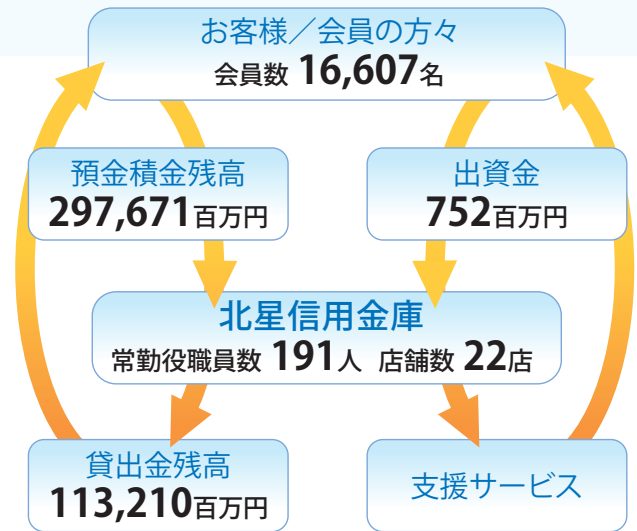 お客様／会員の方々
会員数 16,607名
預金積金残高
297,671百万円
出資金
752百万円
北星信用金庫
常勤役職員数 191人 店舗数 22店
貸出金残高
113,210百万円
支援サービス